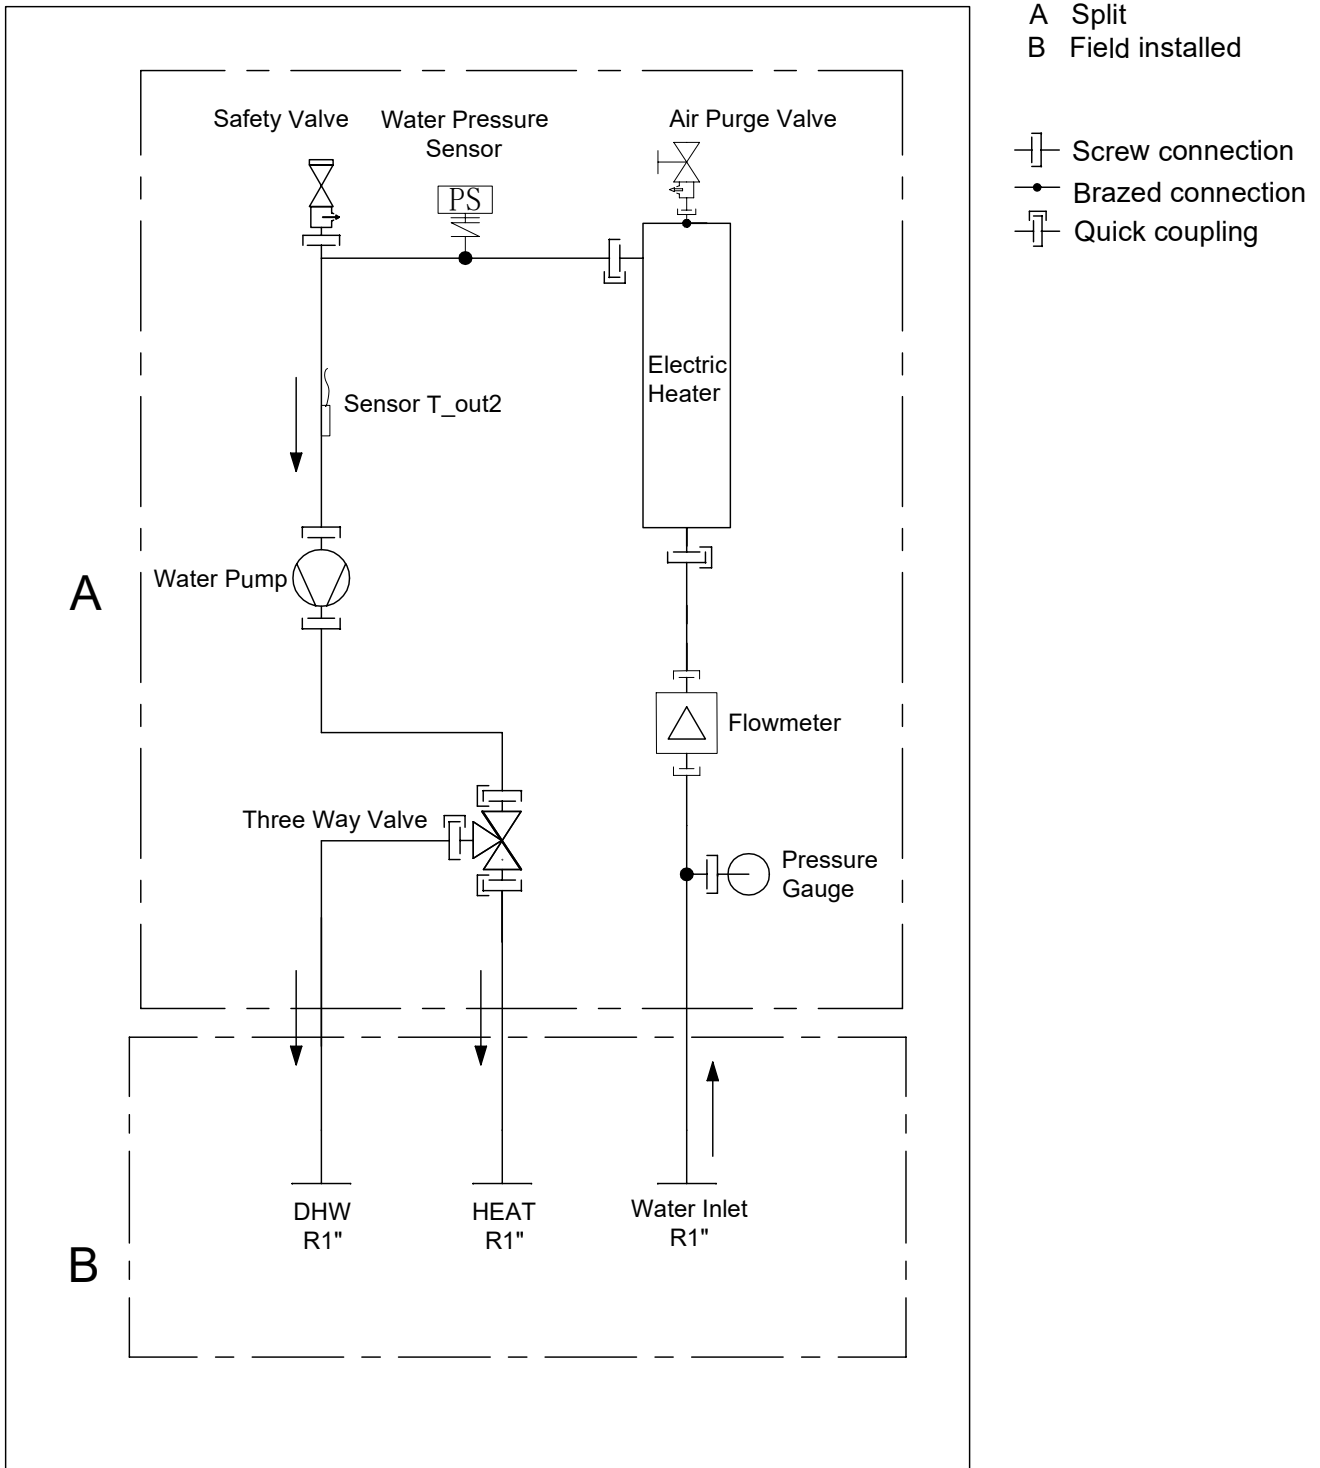 A Split
B Field installed
Screw connection
Brazed connection
Quick coupling
Safety Valve
Water Pressure
Sensor
Air Purge Valve
PS
Electric
Heater
Sensor T_out2
A
Water Pump
Flowmeter
Three Way Valve
Pressure
Gauge
DHW
R1"
HEAT
R1"
Water Inlet
R1"
B